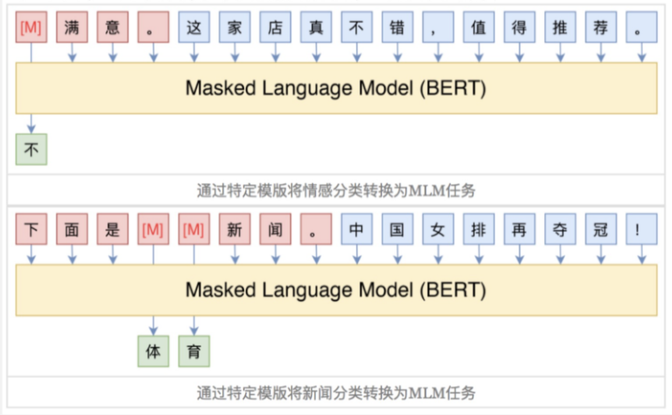 [M] 满 意 。 这 家 店 真 不 错 ， 值 得 推 荐 。
Masked Language Model (BERT)
不
通过特定模版将情感分类转换为MLM任务
下 面 是 [M] [M] 新 闻 。 中 国 女 排 再 夺 冠 ！
Masked Language Model (BERT)
体 育
通过特定模版将新闻分类转换为MLM任务